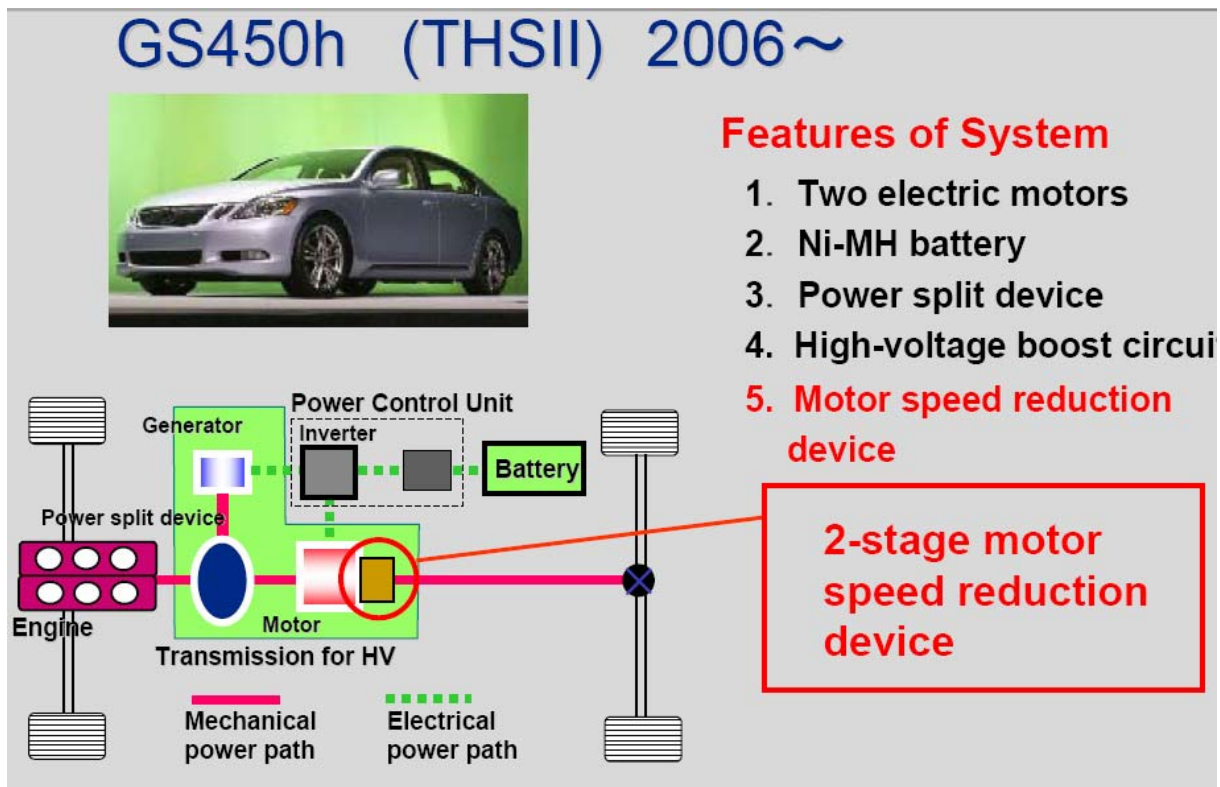 GS450h (THSII) 2006～
Features of System
1. Two electric motors
2. Ni-MH battery
3. Power split device
4. High-voltage boost circui
5. Motor speed reduction
device
Power Control Unit
Generator
Inverter
Battery
Power split device
2-stage motor
speed reduction
device
Engine
Motor
Transmission for HV
Mechanical
power path
Electrical
power path